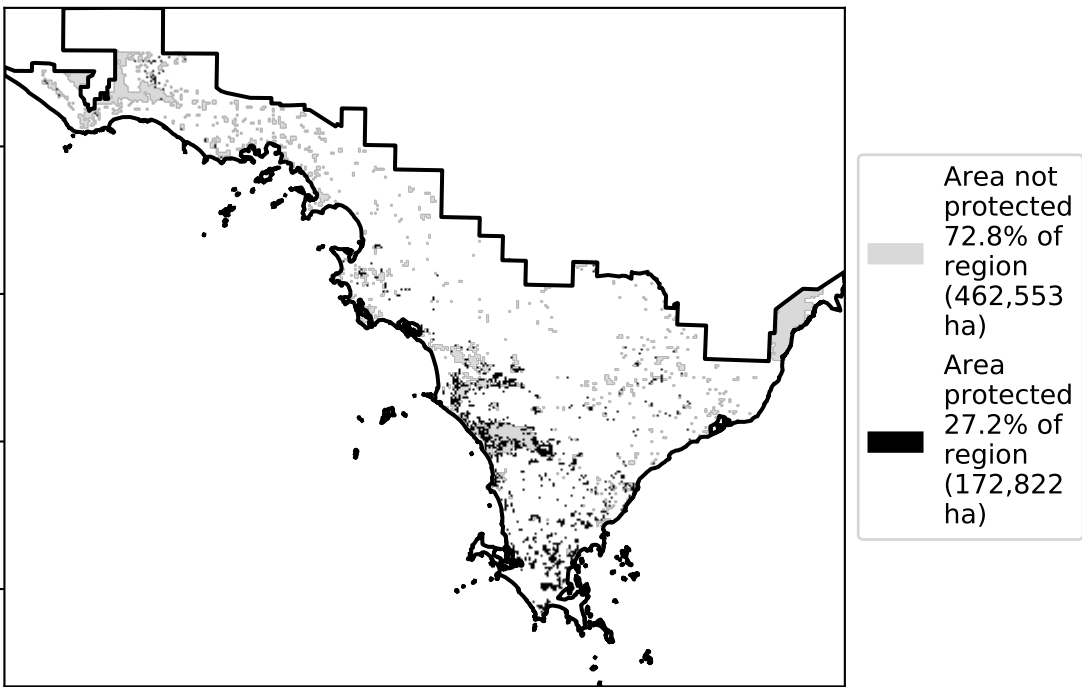 Area not
protected
72.8% of
region
(462,553
ha)
Area
protected
27.2% of
region
(172,822
ha)